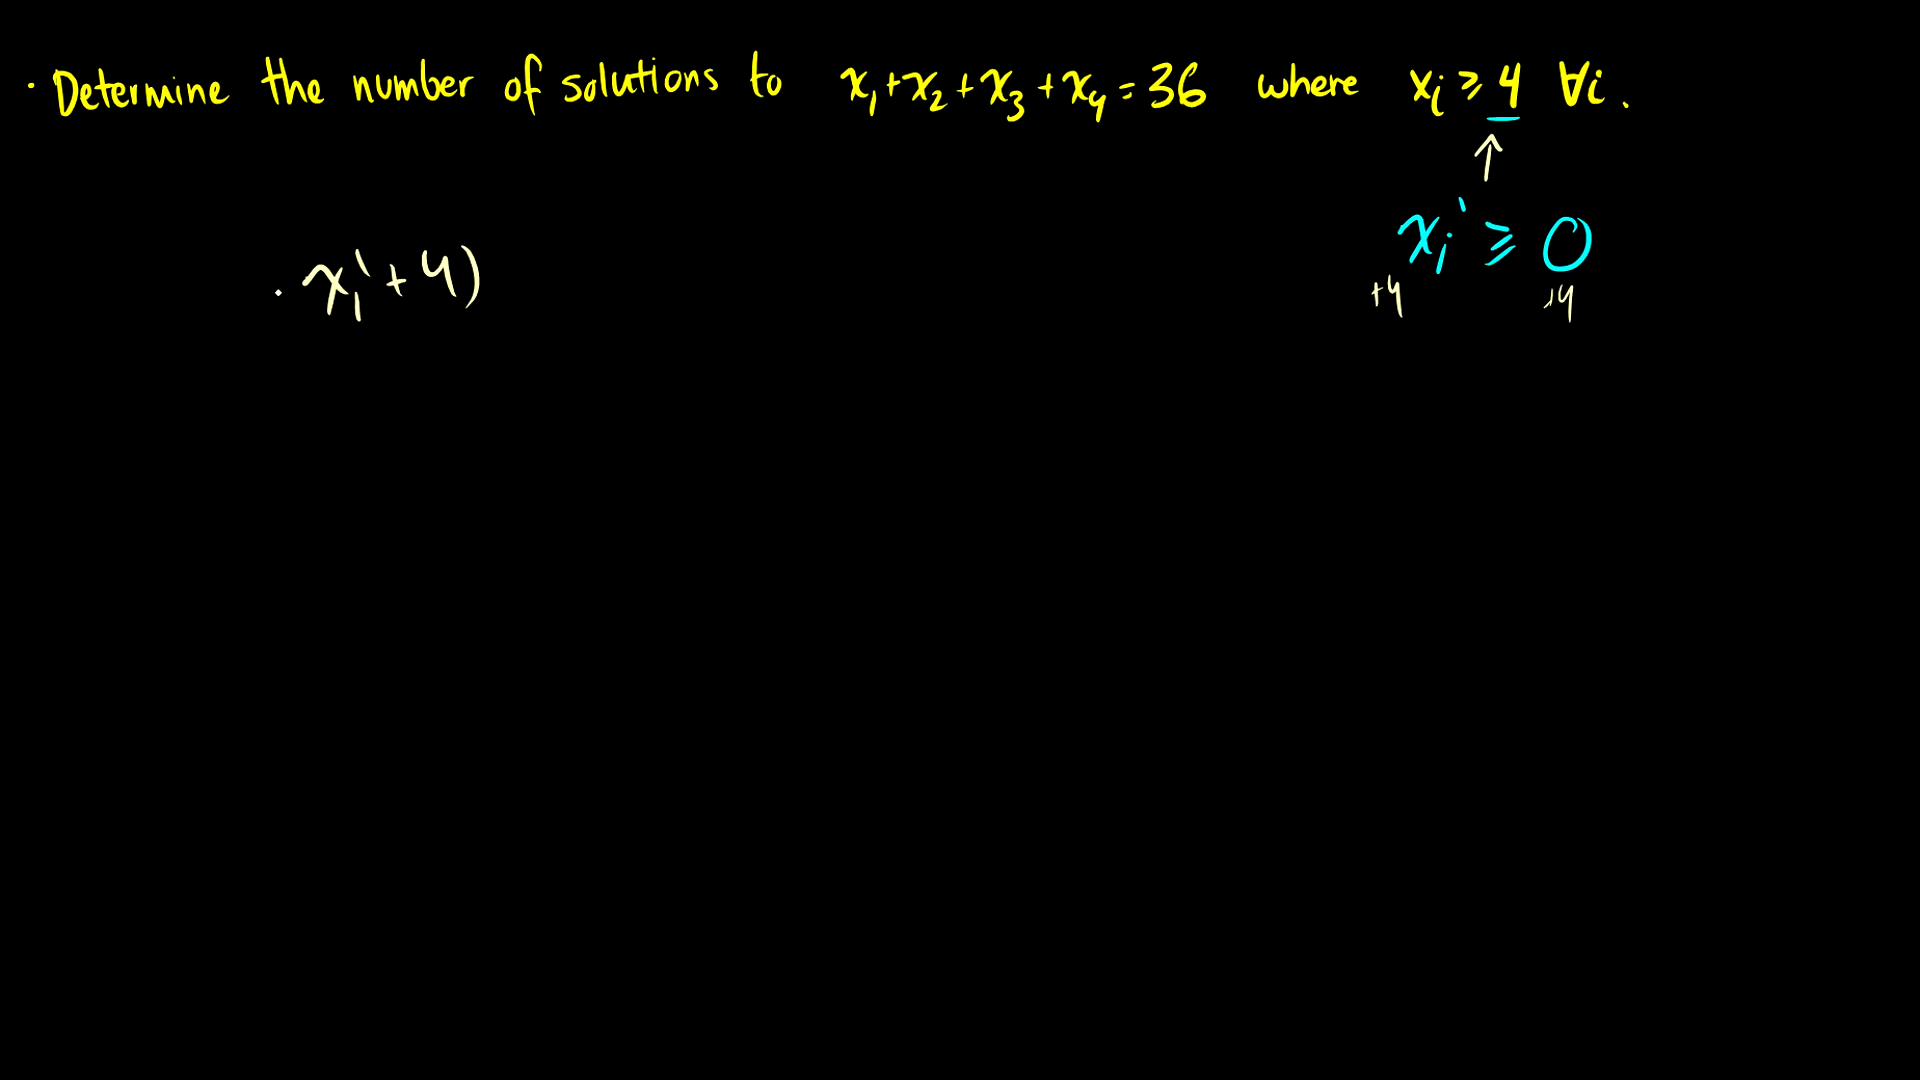 · Determine the number of solutions to x₁+x₂+x₃+x₄=36 where xᵢ≥4 ∀i.
↑
xᵢ' ≥ 0
· x₁'+4)
+4 +4